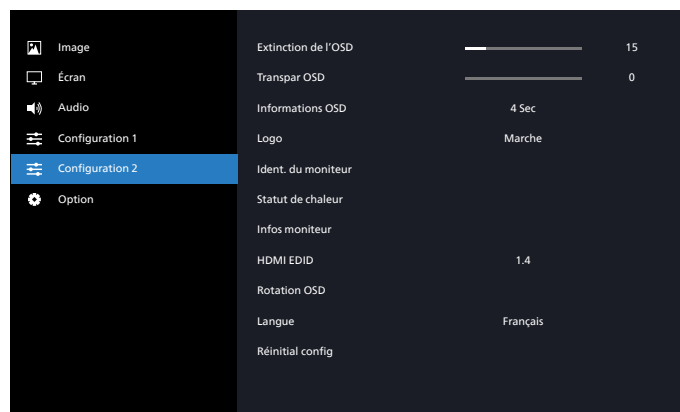 Image
Écran
Audio
Configuration 1
Configuration 2
Option
Extinction de l'OSD 15
Transpar OSD 0
Informations OSD 4 Sec
Logo Marche
Ident. du moniteur
Statut de chaleur
Infos moniteur
HDMI EDID 1.4
Rotation OSD
Langue Français
Réinitial config